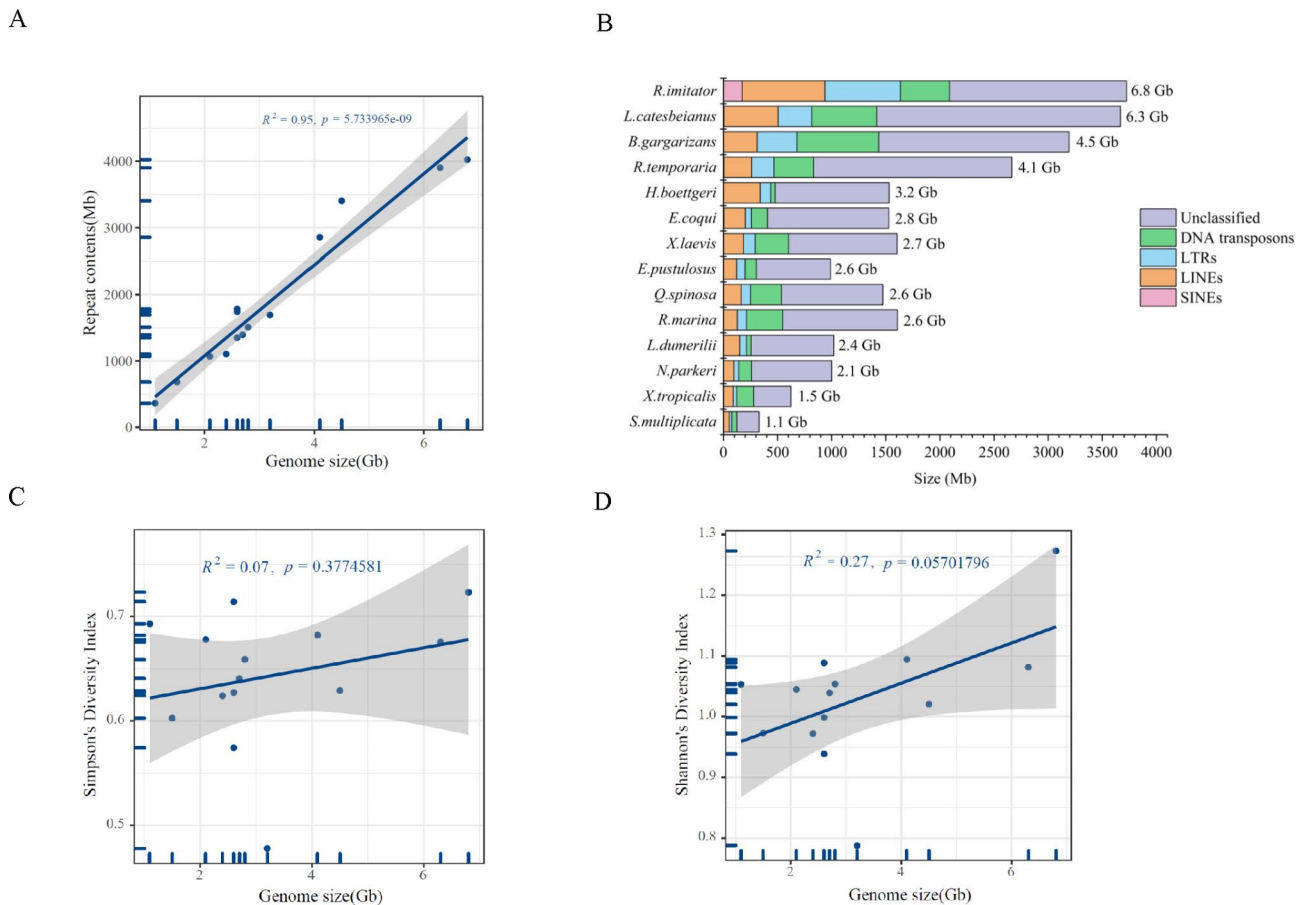 A
B
R² = 0.95, p = 5.733965e-09
Repeat contents(Mb)
4000
3000
2000
1000
0
2
4
6
Genome size(Gb)
R.imitator
6.8 Gb
L.catesbeianus
6.3 Gb
B.gargarizans
4.5 Gb
R.temporaria
4.1 Gb
H.boettgeri
3.2 Gb
E.coqui
2.8 Gb
X.laevis
2.7 Gb
E.pustulosus
2.6 Gb
Q.spinosa
2.6 Gb
R.marina
2.6 Gb
L.dumerilii
2.4 Gb
N.parkeri
2.1 Gb
X.tropicalis
1.5 Gb
S.multiplicata
1.1 Gb
Unclassified
DNA transposons
LTRs
LINEs
SINEs
0 500 1000 1500 2000 2500 3000 3500 4000
Size (Mb)
C
D
R² = 0.07, p = 0.3774581
Simpson's Diversity Index
0.7
0.6
0.5
2
4
6
Genome size(Gb)
R² = 0.27, p = 0.05701796
Shannon's Diversity Index
1.3
1.2
1.1
1.0
0.9
0.8
2
4
6
Genome size(Gb)